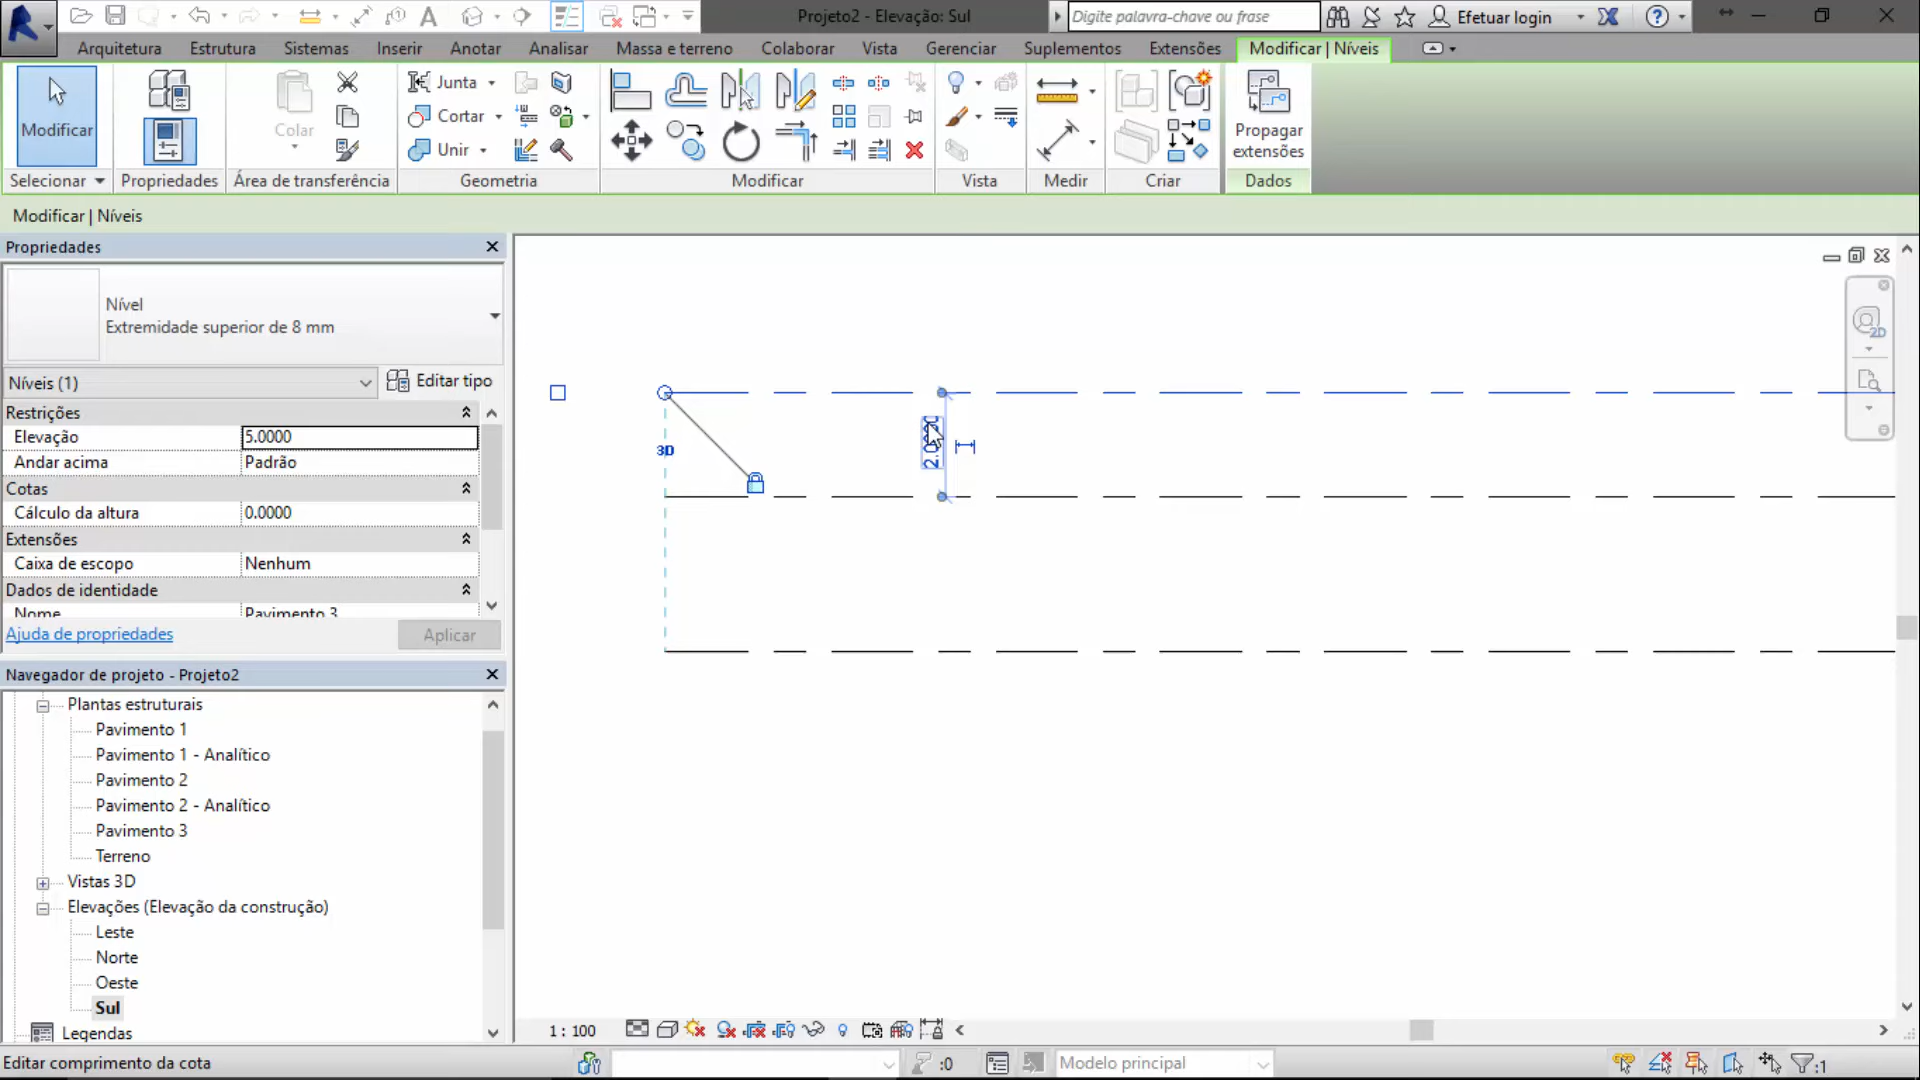 Projeto2 - Elevação: Sul
Digite palavra-chave ou frase
Efetuar login
Arquitetura Estrutura Sistemas Inserir Anotar Analisar Massa e terreno Colaborar Vista Gerenciar Suplementos Extensões Modificar | Níveis
Modificar
Colar
Junta
Cortar
Unir
Propagar
extensões
Selecionar Propriedades Área de transferência Geometria Modificar Vista Medir Criar Dados
Modificar | Níveis
Propriedades
Nível
Extremidade superior de 8 mm
Níveis (1)
Editar tipo
Restrições
Elevação 5.0000
Andar acima Padrão
Cotas
Cálculo da altura 0.0000
Extensões
Caixa de escopo Nenhum
Dados de identidade
Nome Pavimento 3
Ajuda de propriedades
Aplicar
3D
2D
Navegador de projeto - Projeto2
Plantas estruturais
Pavimento 1
Pavimento 1 - Analítico
Pavimento 2
Pavimento 2 - Analítico
Pavimento 3
Terreno
Vistas 3D
Elevações (Elevação da construção)
Leste
Norte
Oeste
Sul
Legendas
1 : 100
Editar comprimento da cota
:0
Modelo principal
:1